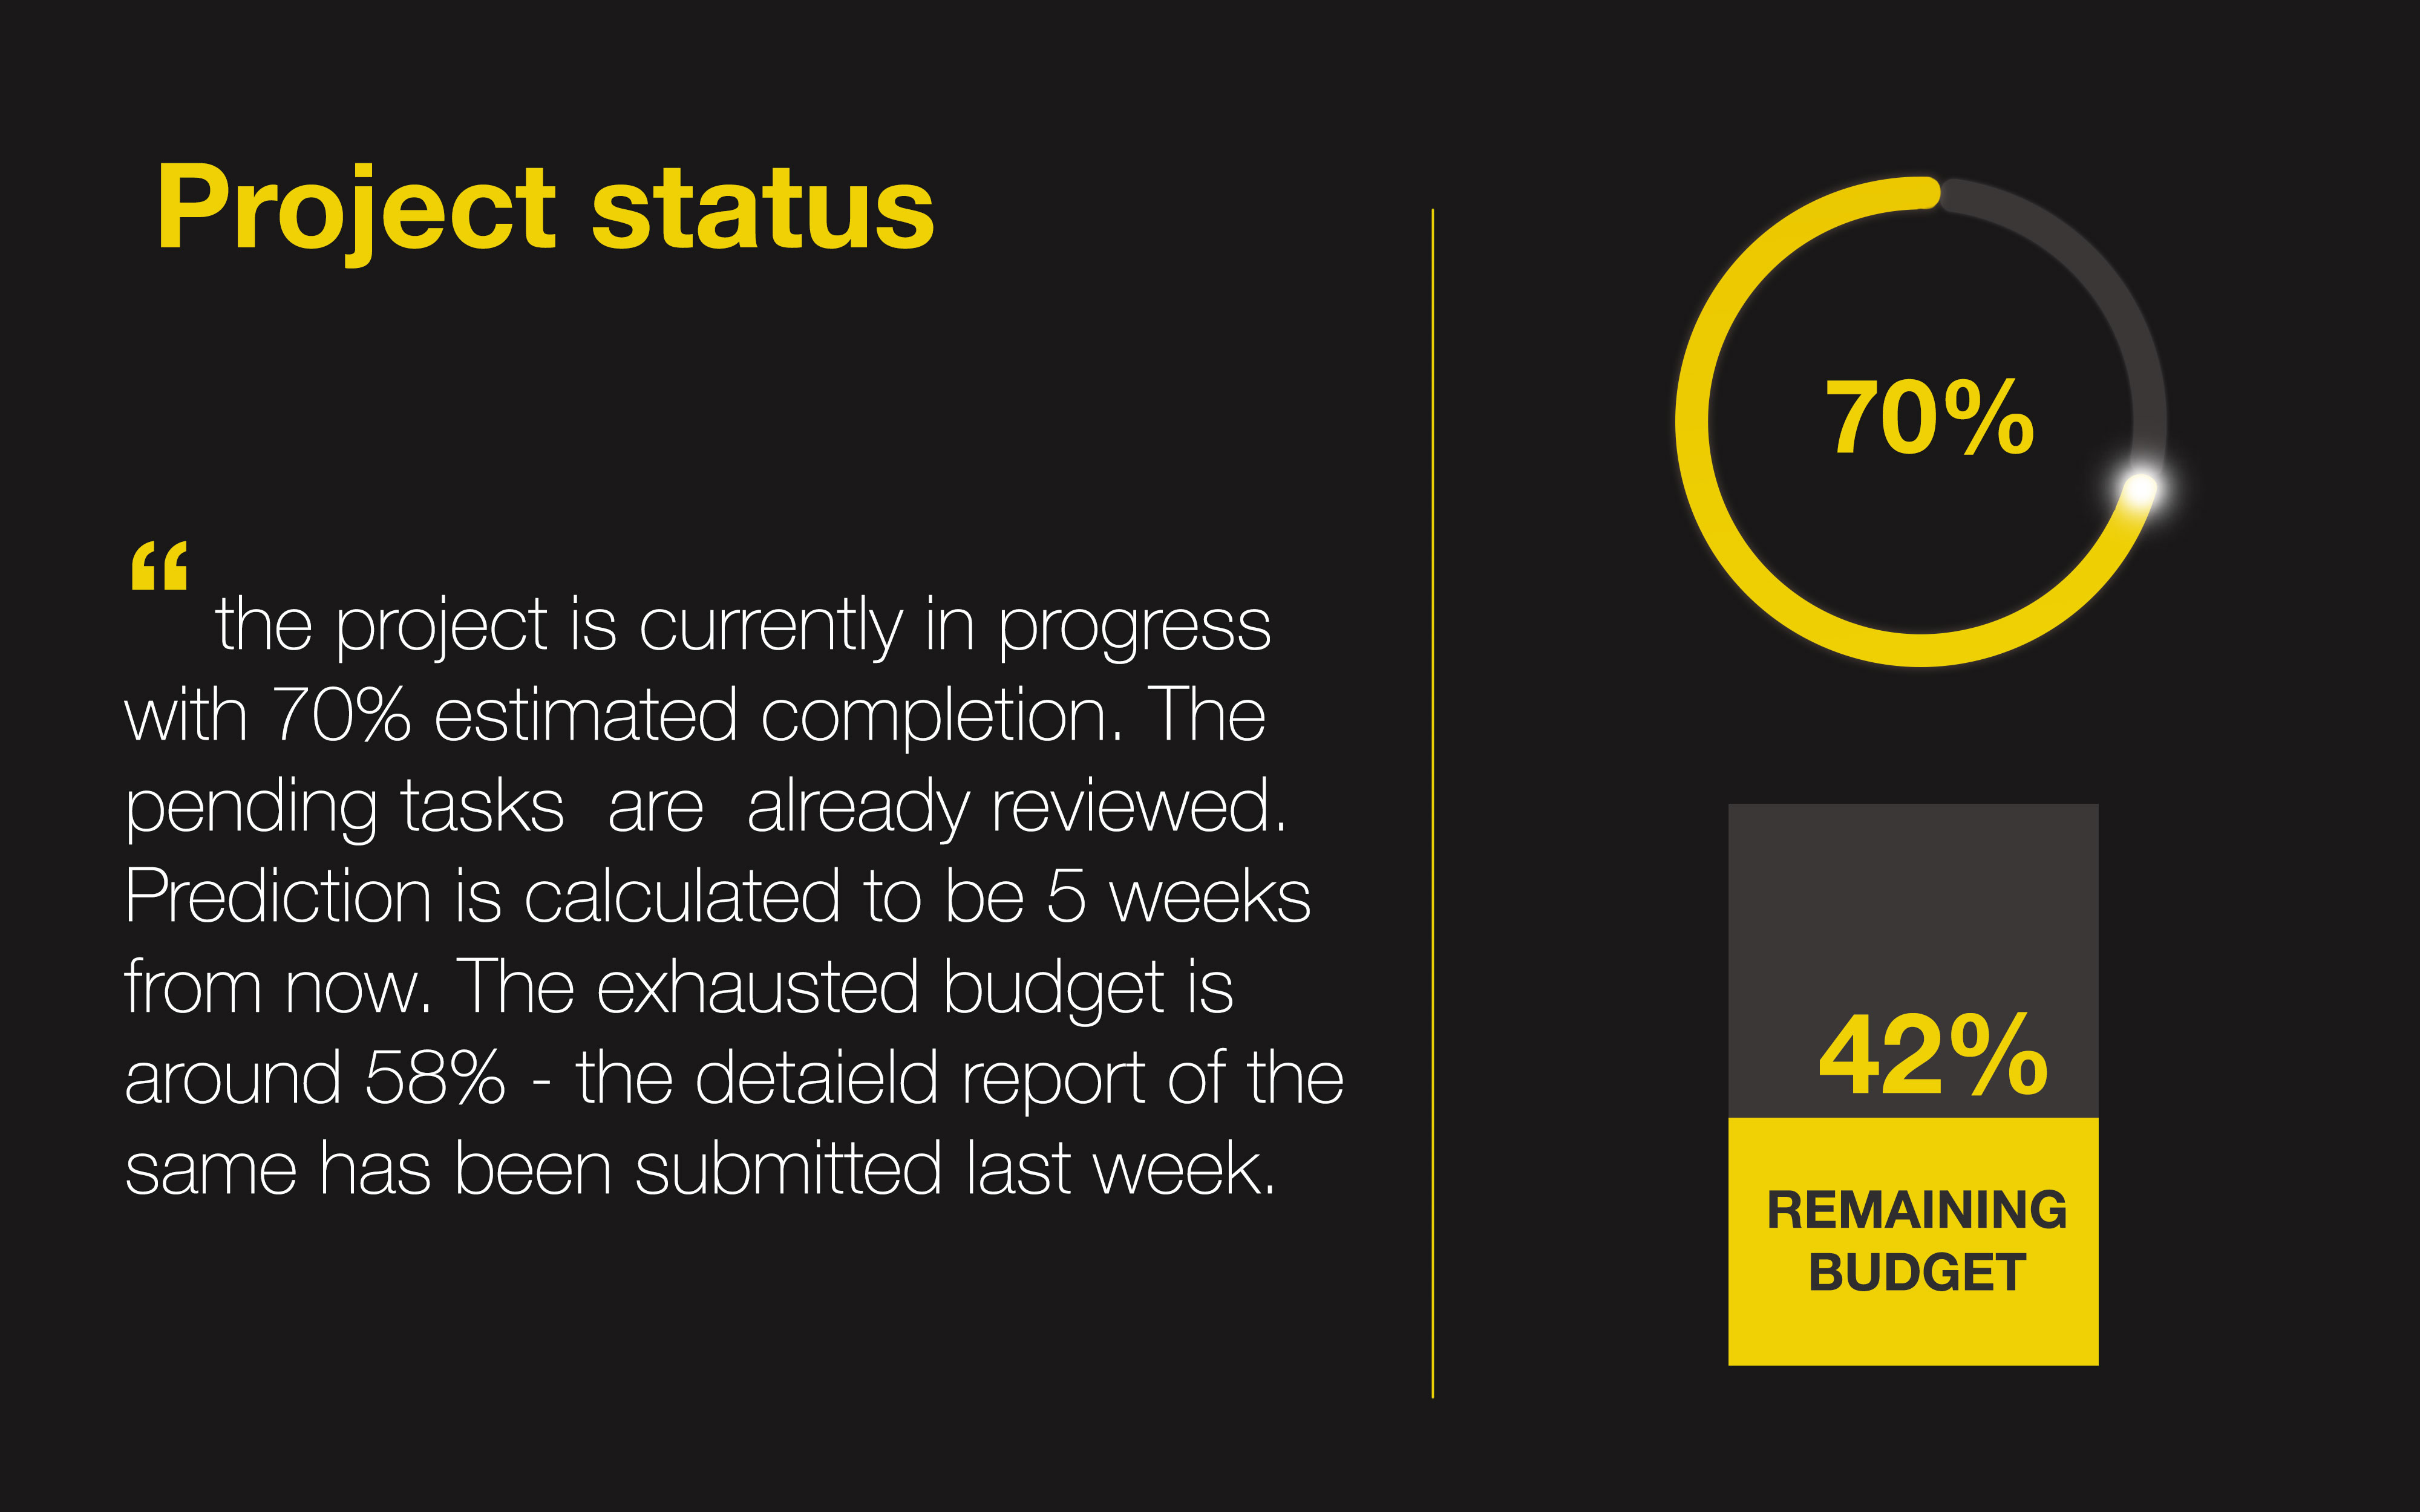 Project status
“ the project is currently in progress
with 70% estimated completion. The
pending tasks  are  already reviewed.
Prediction is calculated to be 5 weeks
from now. The exhausted budget is
around 58% - the detaield report of the
same has been submitted last week.
70%
42%
REMAINING
BUDGET